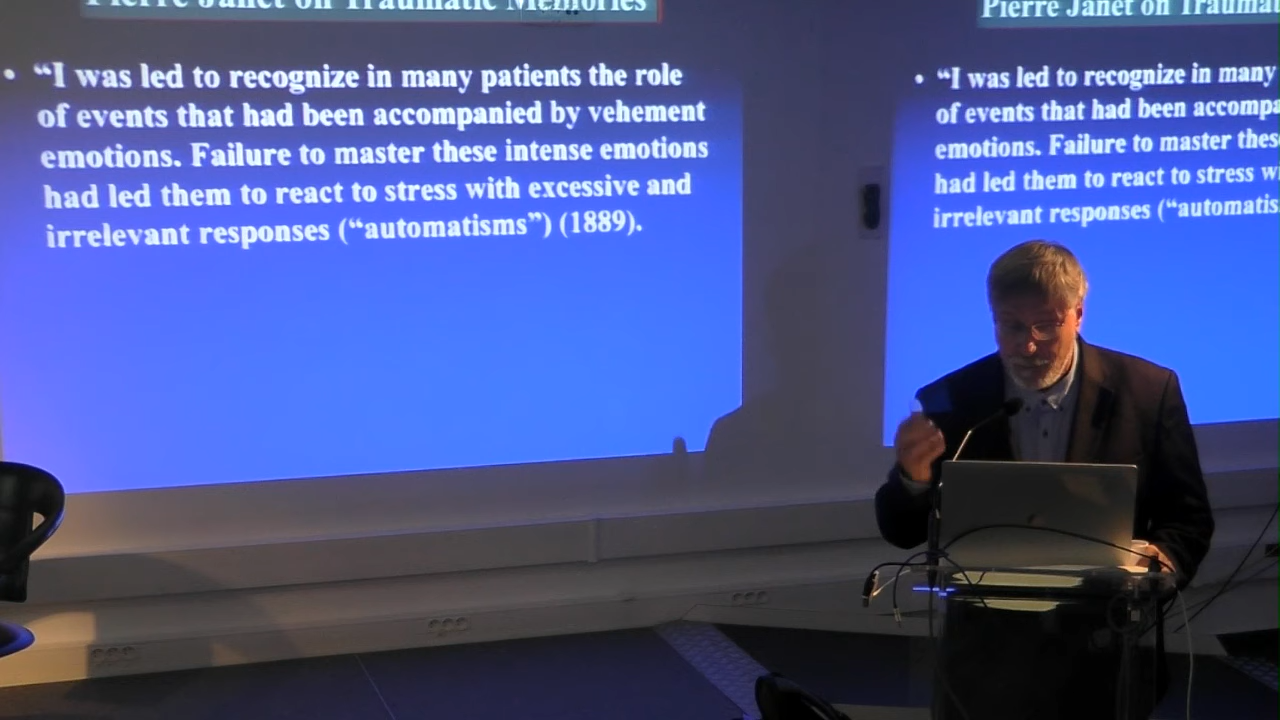 Pierre Janet on Traumatic Memories
• “I was led to recognize in many patients the role
of events that had been accompanied by vehement
emotions. Failure to master these intense emotions
had led them to react to stress with excessive and
irrelevant responses (“automatisms”) (1889).
Pierre Janet on Traumat
• “I was led to recognize in many
of events that had been accompa
emotions. Failure to master thes
had led them to react to stress w
irrelevant responses (“automatis